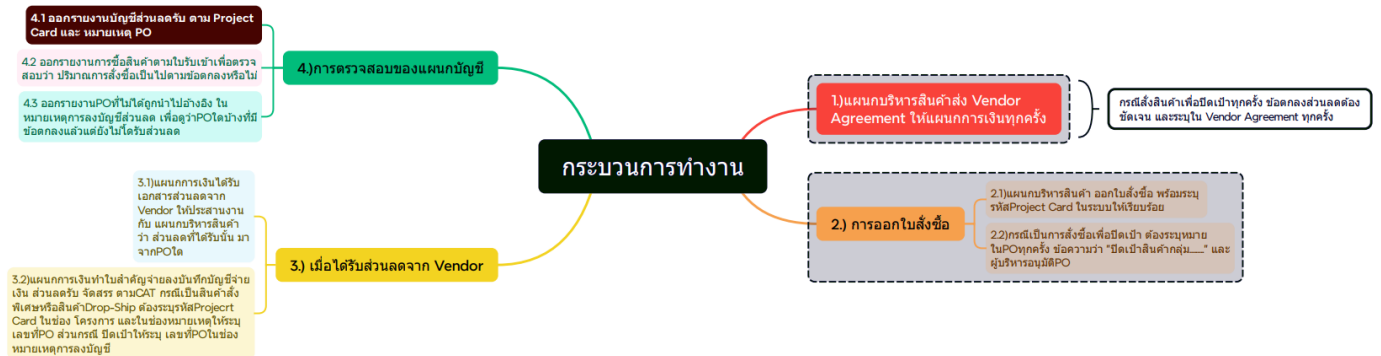 กระบวนการทำงาน
1.)แผนกบริหารสินค้าส่ง Vendor
Agreement ให้แผนกการเงินทุกครั้ง
กรณีสั่งสินค้าเพื่อปิดเป้าทุกครั้ง ข้อตกลงส่วนลดต้อง
ชัดเจน และระบุใน Vendor Agreement ทุกครั้ง
2.) การออกใบสั่งซื้อ
2.1)แผนกบริหารสินค้า ออกใบสั่งซื้อ พร้อมระบุ
รหัสProject Card ในระบบให้เรียบร้อย
2.2)กรณีเป็นการสั่งซื้อเพื่อปิดเป้า ต้องระบุหมาย
ในPOทุกครั้ง ข้อความว่า "ปิดเป้าสินค้ากลุ่ม....." และ
ผู้บริหารอนุมัติPO
3.) เมื่อได้รับส่วนลดจาก Vendor
3.1)แผนกการเงินได้รับ
เอกสารส่วนลดจาก
Vendor ให้ประสานงาน
กับ แผนกบริหารสินค้า
ว่า ส่วนลดที่ได้รับนั้น มา
จากPOใด
3.2)แผนกการเงินทำใบสำคัญจ่ายลงบันทึกบัญชีจ่าย
เงิน ส่วนลดรับ จัดสรร ตามCAT กรณีเป็นสินค้าสั่ง
พิเศษหรือสินค้าDrop-Ship ต้องระบุรหัสProjecrt
Card ในช่อง โครงการ และในช่องหมายเหตุให้ระบุ
เลขที่PO ส่วนกรณี ปิดเป้าให้ระบุ เลขที่POในช่อง
หมายเหตุการลงบัญชี
4.)การตรวจสอบของแผนกบัญชี
4.1 ออกรายงานบัญชีส่วนลดรับ ตาม Project
Card และ หมายเหตุ PO
4.2 ออกรายงานการซื้อสินค้าตามใบรับเข้าเพื่อตรวจ
สอบว่า ปริมาณการสั่งซื้อเป็นไปตามข้อตกลงหรือไม่
4.3 ออกรายงานPOที่ไม่ได้ถูกนำไปอ้างอิง ใน
หมายเหตุการลงบัญชีส่วนลด เพื่อดูว่าPOใดบ้างที่มี
ข้อตกลงแล้วแต่ยังไม่ได้รับส่วนลด